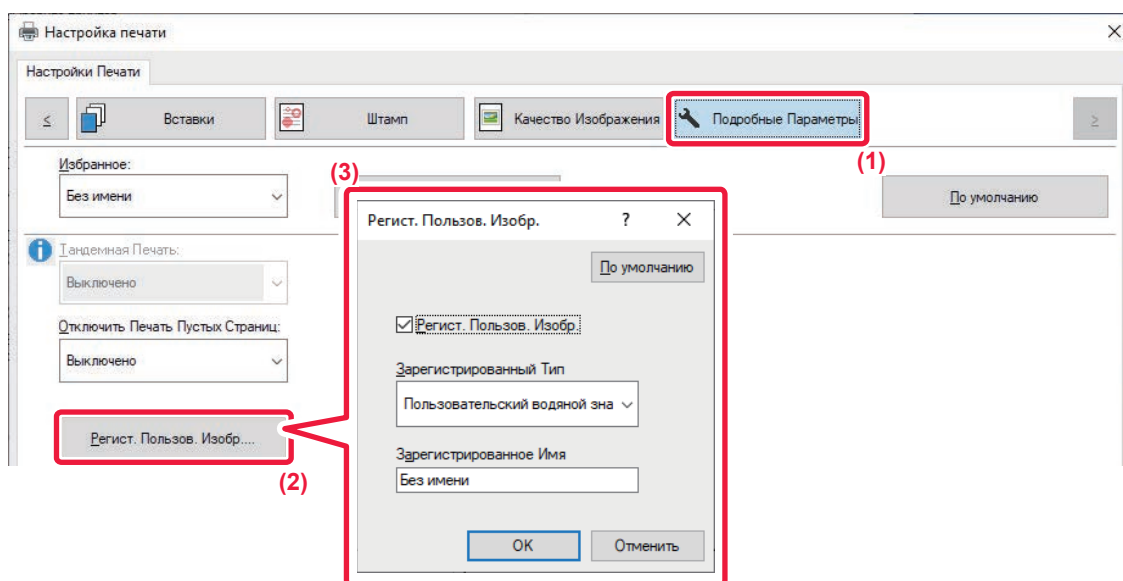 Настройка печати
Настройки Печати
≤ Вставки Штамп Качество Изображения Подробные Параметры ≥
(1)
Избранное:
(3)
Без имени
По умолчанию
Регист. Пользов. Изобр. ?
Тандемная Печать:
По умолчанию
Выключено
Регист. Пользов. Изобр.
Отключить Печать Пустых Страниц:
Выключено
Зарегистрированный Тип
Пользовательский водяной зна
Регист. Пользов. Изобр....
(2)
Зарегистрированное Имя
Без имени
OK Отменить